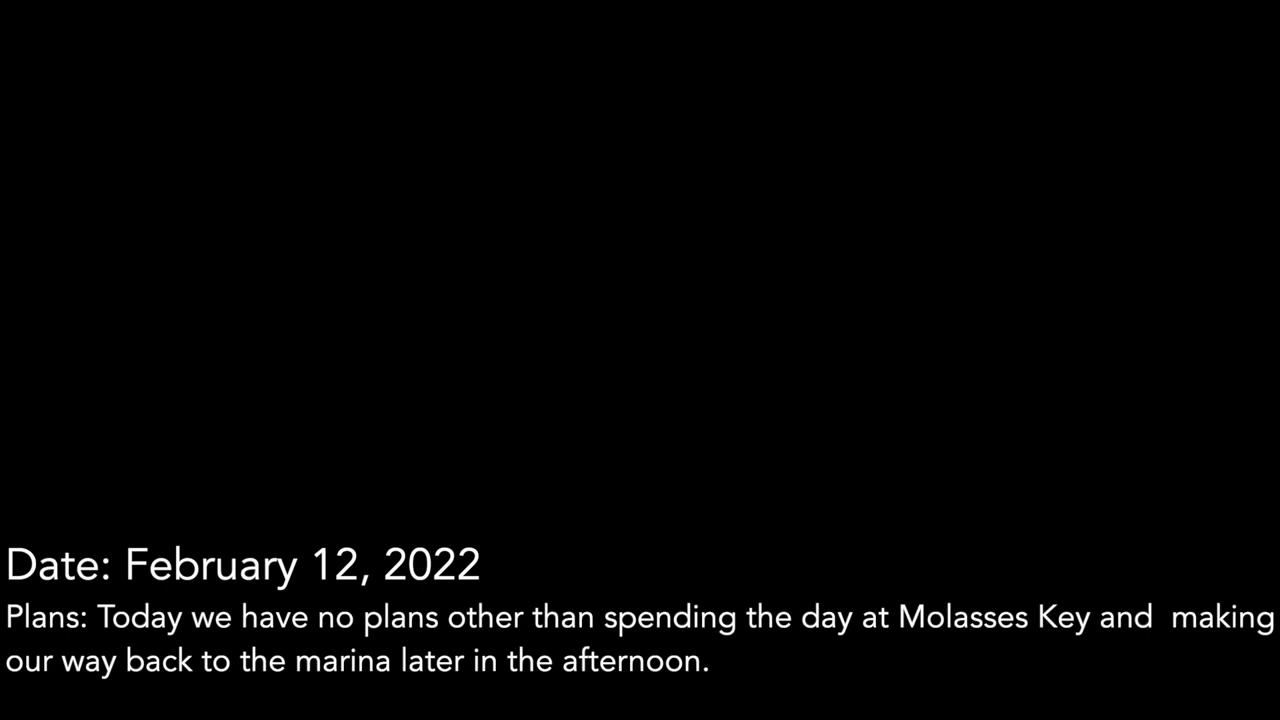 Date: February 12, 2022
Plans: Today we have no plans other than spending the day at Molasses Key and  making
our way back to the marina later in the afternoon.